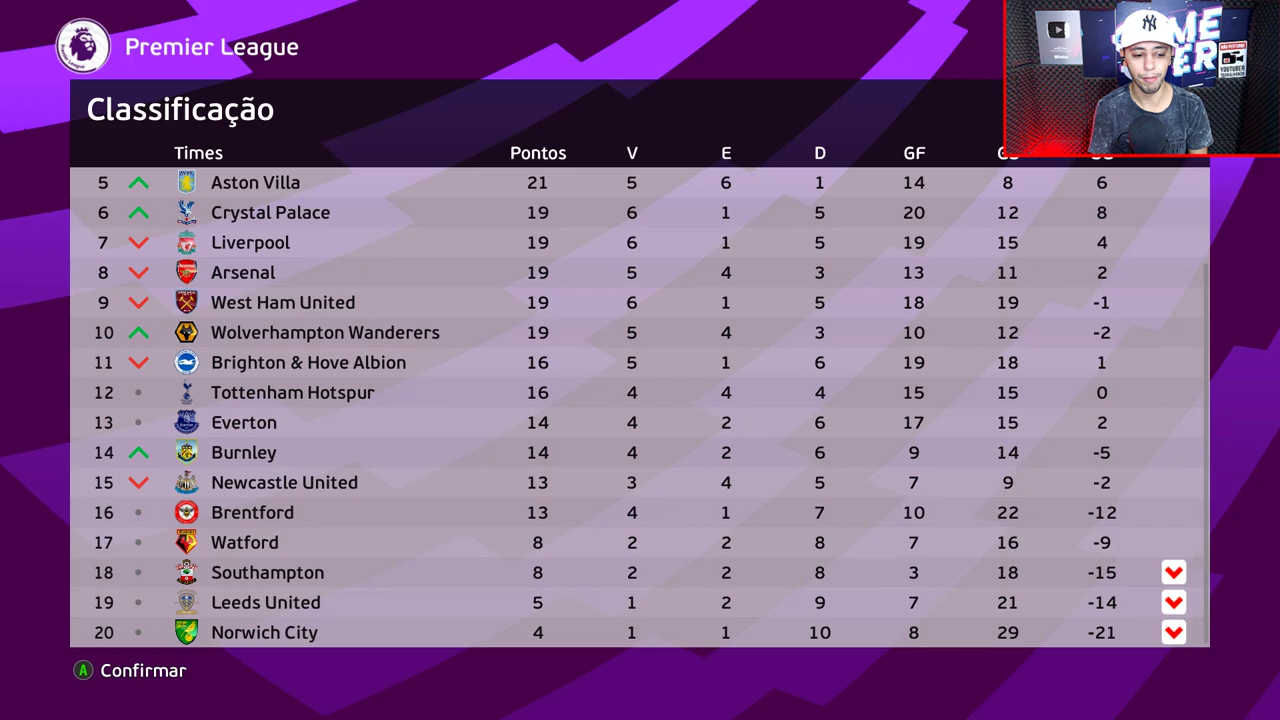 Premier League
Classificação
Times Pontos V E D GF
5 Aston Villa 21 5 6 1 14 8 6
6 Crystal Palace 19 6 1 5 20 12 8
7 Liverpool 19 6 1 5 19 15 4
8 Arsenal 19 5 4 3 13 11 2
9 West Ham United 19 6 1 5 18 19 -1
10 Wolverhampton Wanderers 19 5 4 3 10 12 -2
11 Brighton & Hove Albion 16 5 1 6 19 18 1
12 Tottenham Hotspur 16 4 4 4 15 15 0
13 Everton 14 4 2 6 17 15 2
14 Burnley 14 4 2 6 9 14 -5
15 Newcastle United 13 3 4 5 7 9 -2
16 Brentford 13 4 1 7 10 22 -12
17 Watford 8 2 2 8 7 16 -9
18 Southampton 8 2 2 8 3 18 -15
19 Leeds United 5 1 2 9 7 21 -14
20 Norwich City 4 1 1 10 8 29 -21
A Confirmar
NY
NÃO PERTURBE
YOUTUBER
TRABALHANDO